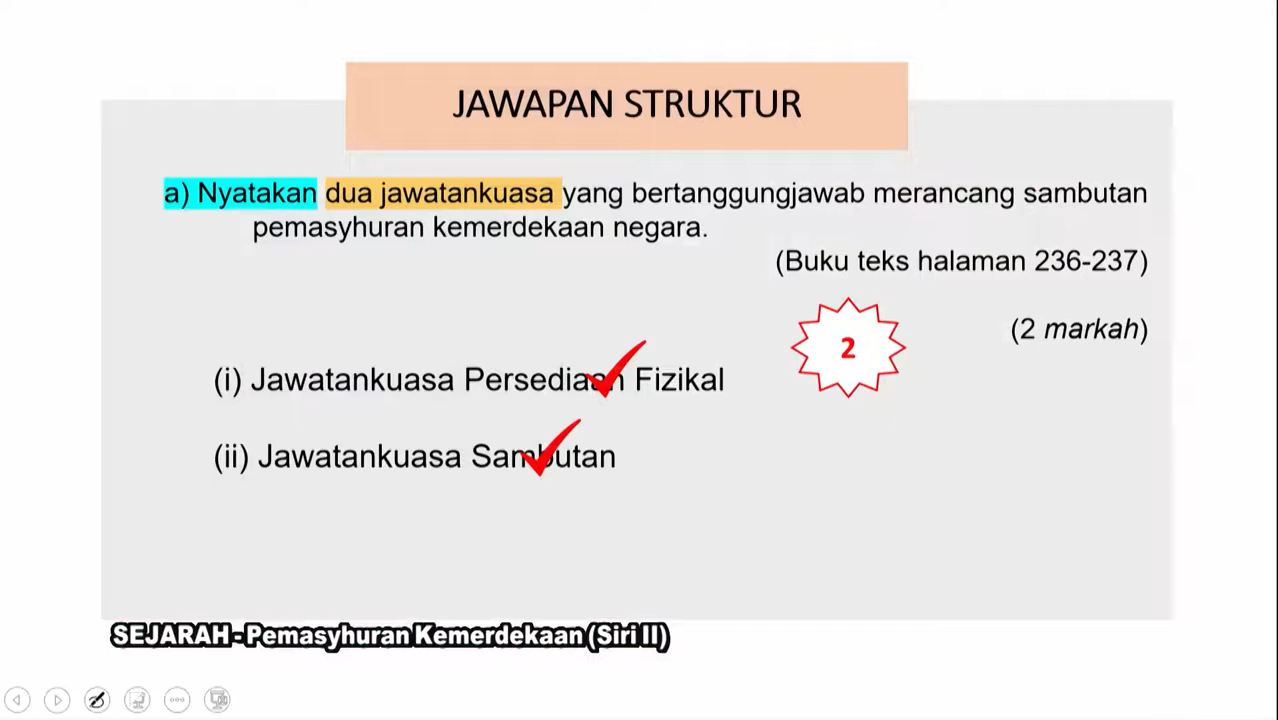 JAWAPAN STRUKTUR
a) Nyatakan dua jawatankuasa yang bertanggungjawab merancang sambutan
pemasyhuran kemerdekaan negara.
(Buku teks halaman 236-237)
(2 markah)
2
(i) Jawatankuasa Persediaan Fizikal
(ii) Jawatankuasa Sambutan
SEJARAH - Pemasyhuran Kemerdekaan (Siri II)